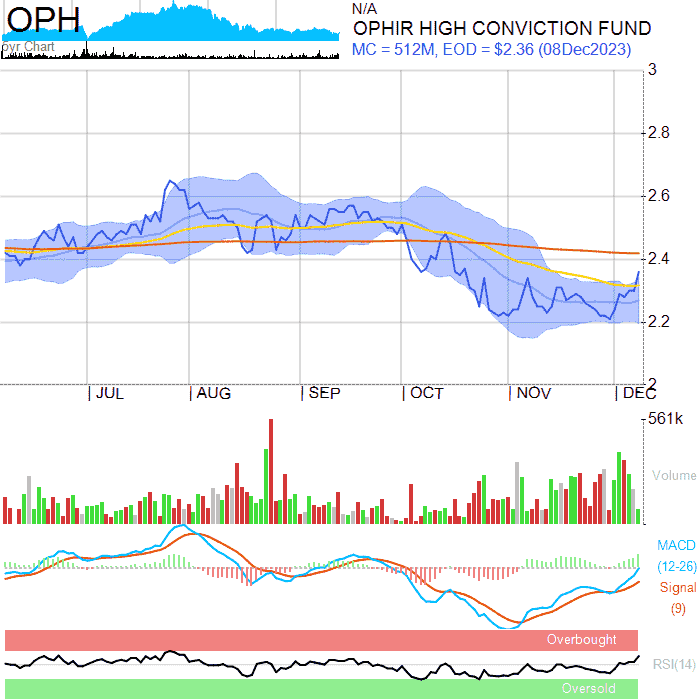 OPH
N/A
OPHIR HIGH CONVICTION FUND
MC = 512M, EOD = $2.36 (08Dec2023)
Chart
3
2.8
2.6
2.4
2.2
2
JUL
AUG
SEP
OCT
NOV
DEC
561k
Volume
MACD
(12-26)
Signal
(9)
Overbought
RSI(14)
Oversold